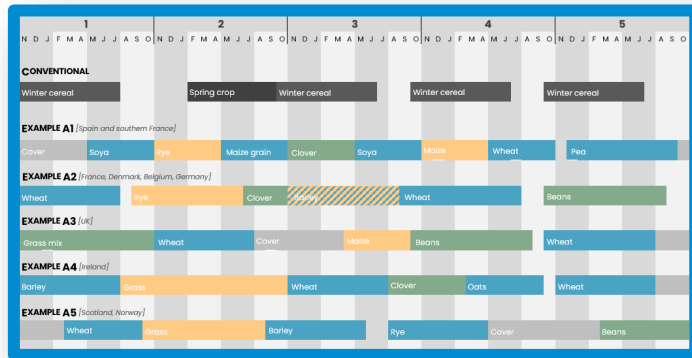 1 2 3 4 5
N D J F M A M J J A S O N D J F M A M J J A S O N D J F M A M J J A S O N D J F M A M J J A S O N D J F M A M J J A S O
CONVENTIONAL
Winter cereal Spring crop Winter cereal Winter cereal Winter cereal
EXAMPLE A1 [Spain and southern France]
Cover Soya Rye Maize grain Clover Soya Maize Wheat Pea
EXAMPLE A2 [France, Denmark, Belgium, Germany]
Wheat Rye Clover Barley Wheat Beans
EXAMPLE A3 [UK]
Grass mix Wheat Cover Maize Beans Wheat
EXAMPLE A4 [Ireland]
Barley Grass Wheat Clover Oats Wheat
EXAMPLE A5 [Scotland, Norway]
Wheat Grass Barley Rye Cover Beans